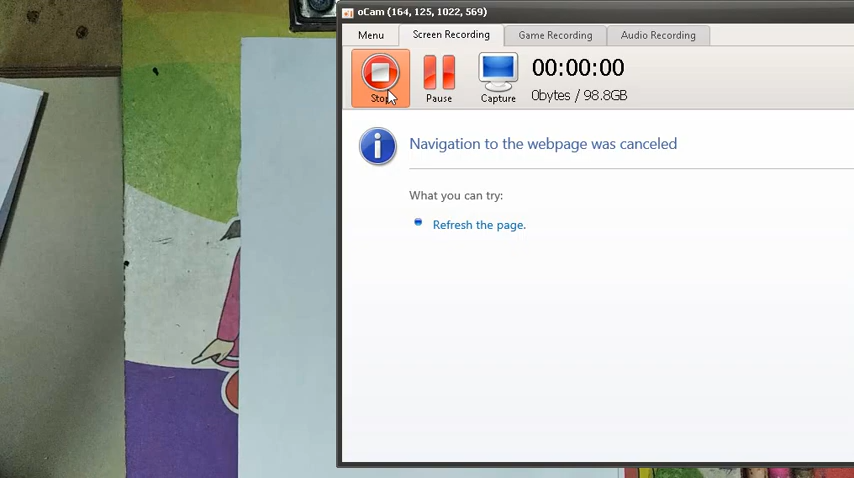 oCam (164, 125, 1022, 569)
Menu
Screen Recording
Game Recording
Audio Recording
Stop
Pause
Capture
00:00:00
0bytes / 98.8GB
Navigation to the webpage was canceled
What you can try:
Refresh the page.